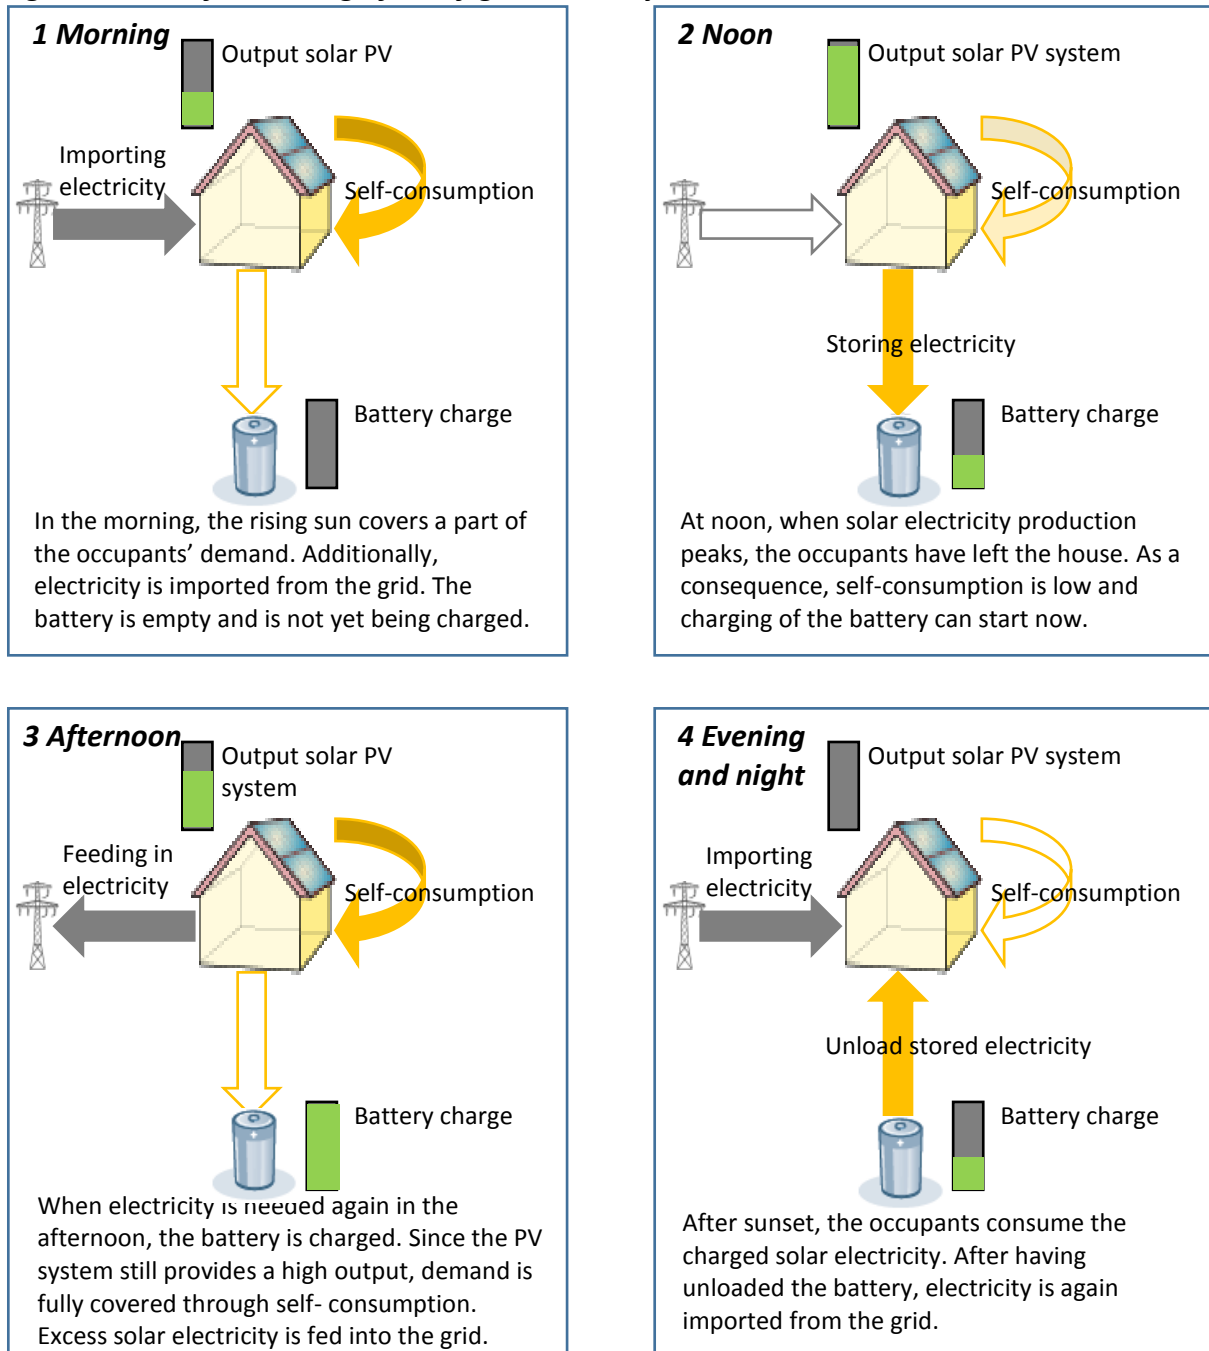 1 Morning
Output solar PV
Importing
electricity
Self-consumption
Battery charge
In the morning, the rising sun covers a part of
the occupants’ demand. Additionally,
electricity is imported from the grid. The
battery is empty and is not yet being charged.
2 Noon
Output solar PV system
Self-consumption
Storing electricity
Battery charge
At noon, when solar electricity production
peaks, the occupants have left the house. As a
consequence, self-consumption is low and
charging of the battery can start now.
3 Afternoon
Output solar PV
system
Feeding in
electricity
Self-consumption
Battery charge
When electricity is needed again in the
afternoon, the battery is charged. Since the PV
system still provides a high output, demand is
fully covered through self- consumption.
Excess solar electricity is fed into the grid.
4 Evening
and night
Output solar PV system
Importing
electricity
Self-consumption
Unload stored electricity
Battery charge
After sunset, the occupants consume the
charged solar electricity. After having
unloaded the battery, electricity is again
imported from the grid.